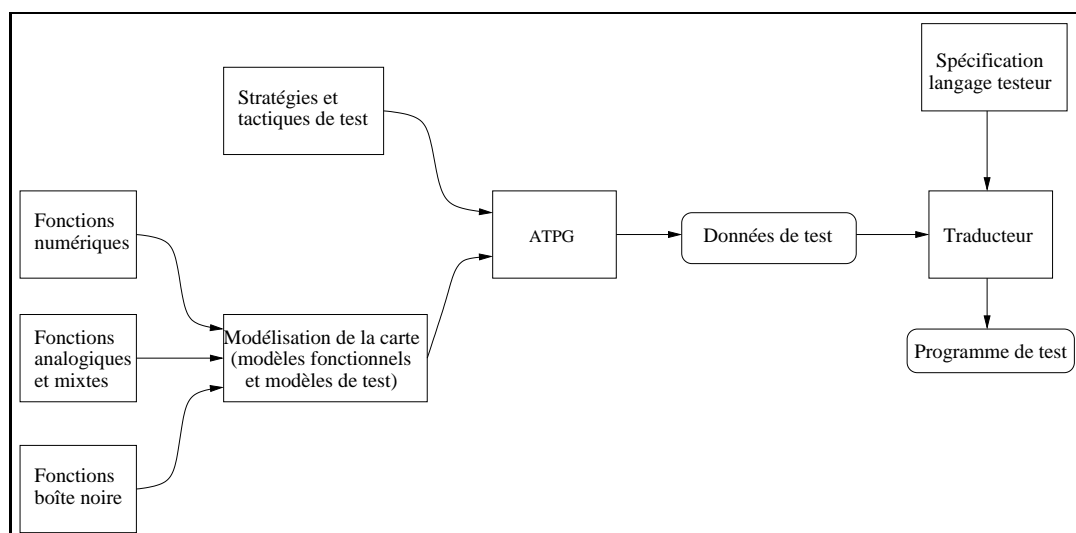 Spécification
langage testeur
Stratégies et
tactiques de test
Fonctions
numériques
ATPG
Données de test
Traducteur
Fonctions
analogiques
et mixtes
Modélisation de la carte
(modèles fonctionnels
et modèles de test)
Programme de test
Fonctions
boîte noire